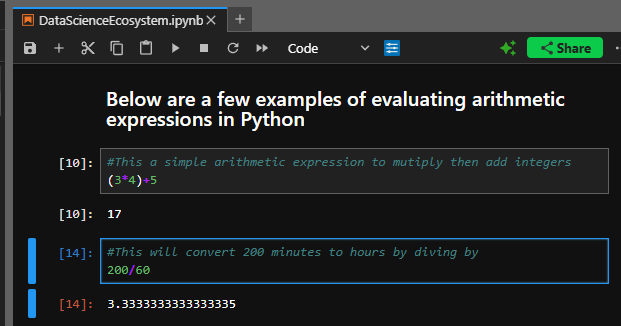 DataScienceEcosystem.ipynb
Code
Share
Below are a few examples of evaluating arithmetic
expressions in Python
[10]: #This a simple arithmetic expression to mutiply then add integers
(3*4)+5
[10]: 17
[14]: #This will convert 200 minutes to hours by diving by
200/60
[14]: 3.3333333333333335